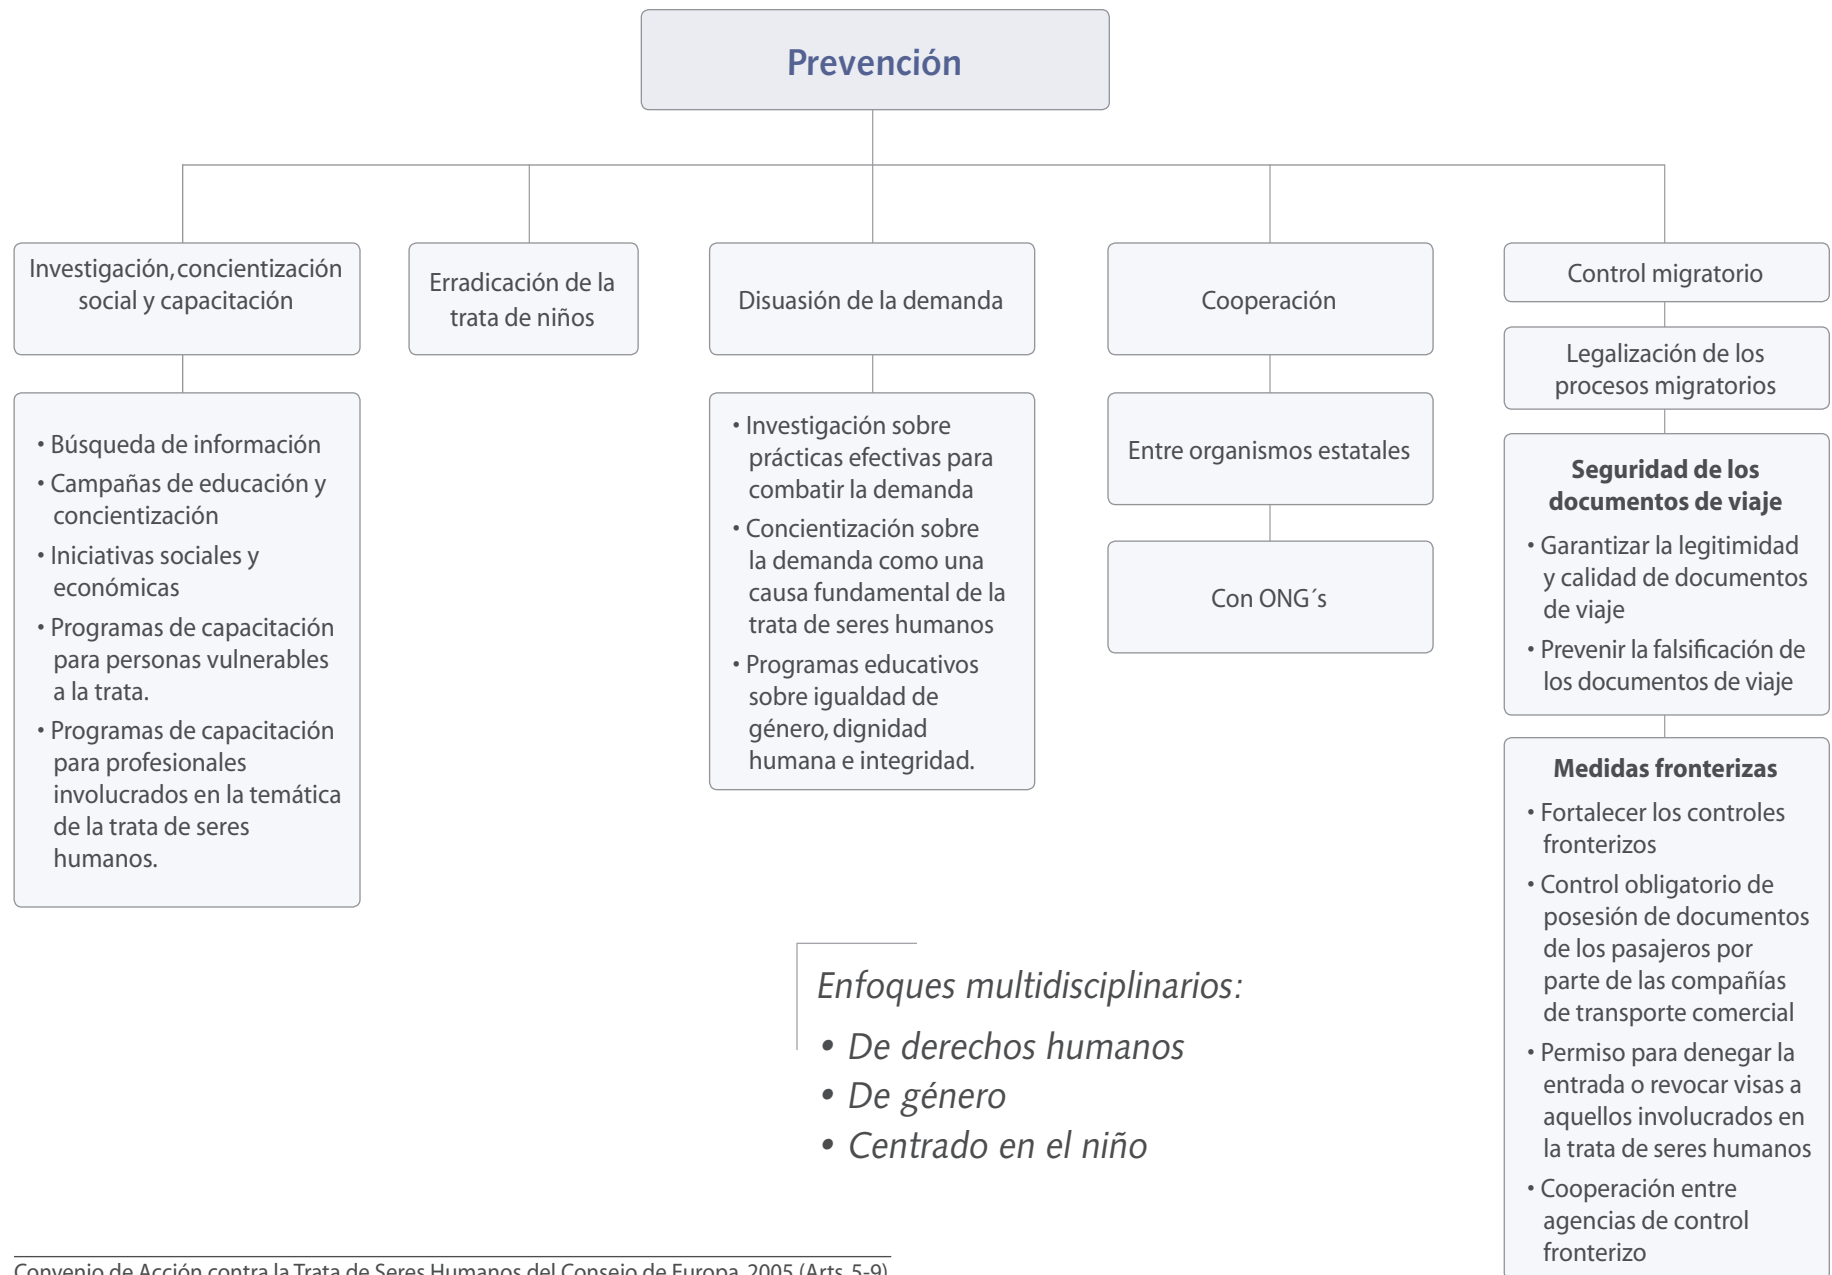 Prevención
Investigación, concientización
social y capacitación
• Búsqueda de información
• Campañas de educación y
concientización
• Iniciativas sociales y
económicas
• Programas de capacitación
para personas vulnerables
a la trata.
• Programas de capacitación
para profesionales
involucrados en la temática
de la trata de seres
humanos.
Erradicación de la
trata de niños
Disuasión de la demanda
• Investigación sobre
prácticas efectivas para
combatir la demanda
• Concientización sobre
la demanda como una
causa fundamental de la
trata de seres humanos
• Programas educativos
sobre igualdad de
género, dignidad
humana e integridad.
Cooperación
Entre organismos estatales
Con ONG´s
Control migratorio
Legalización de los
procesos migratorios
Seguridad de los
documentos de viaje
• Garantizar la legitimidad
y calidad de documentos
de viaje
• Prevenir la falsificación de
los documentos de viaje
Medidas fronterizas
• Fortalecer los controles
fronterizos
• Control obligatorio de
posesión de documentos
de los pasajeros por
parte de las compañías
de transporte comercial
• Permiso para denegar la
entrada o revocar visas a
aquellos involucrados en
la trata de seres humanos
• Cooperación entre
agencias de control
fronterizo
Enfoques multidisciplinarios:
• De derechos humanos
• De género
• Centrado en el niño
Convenio de Acción contra la Trata de Seres Humanos del Consejo de Europa, 2005 (Arts. 5-9)